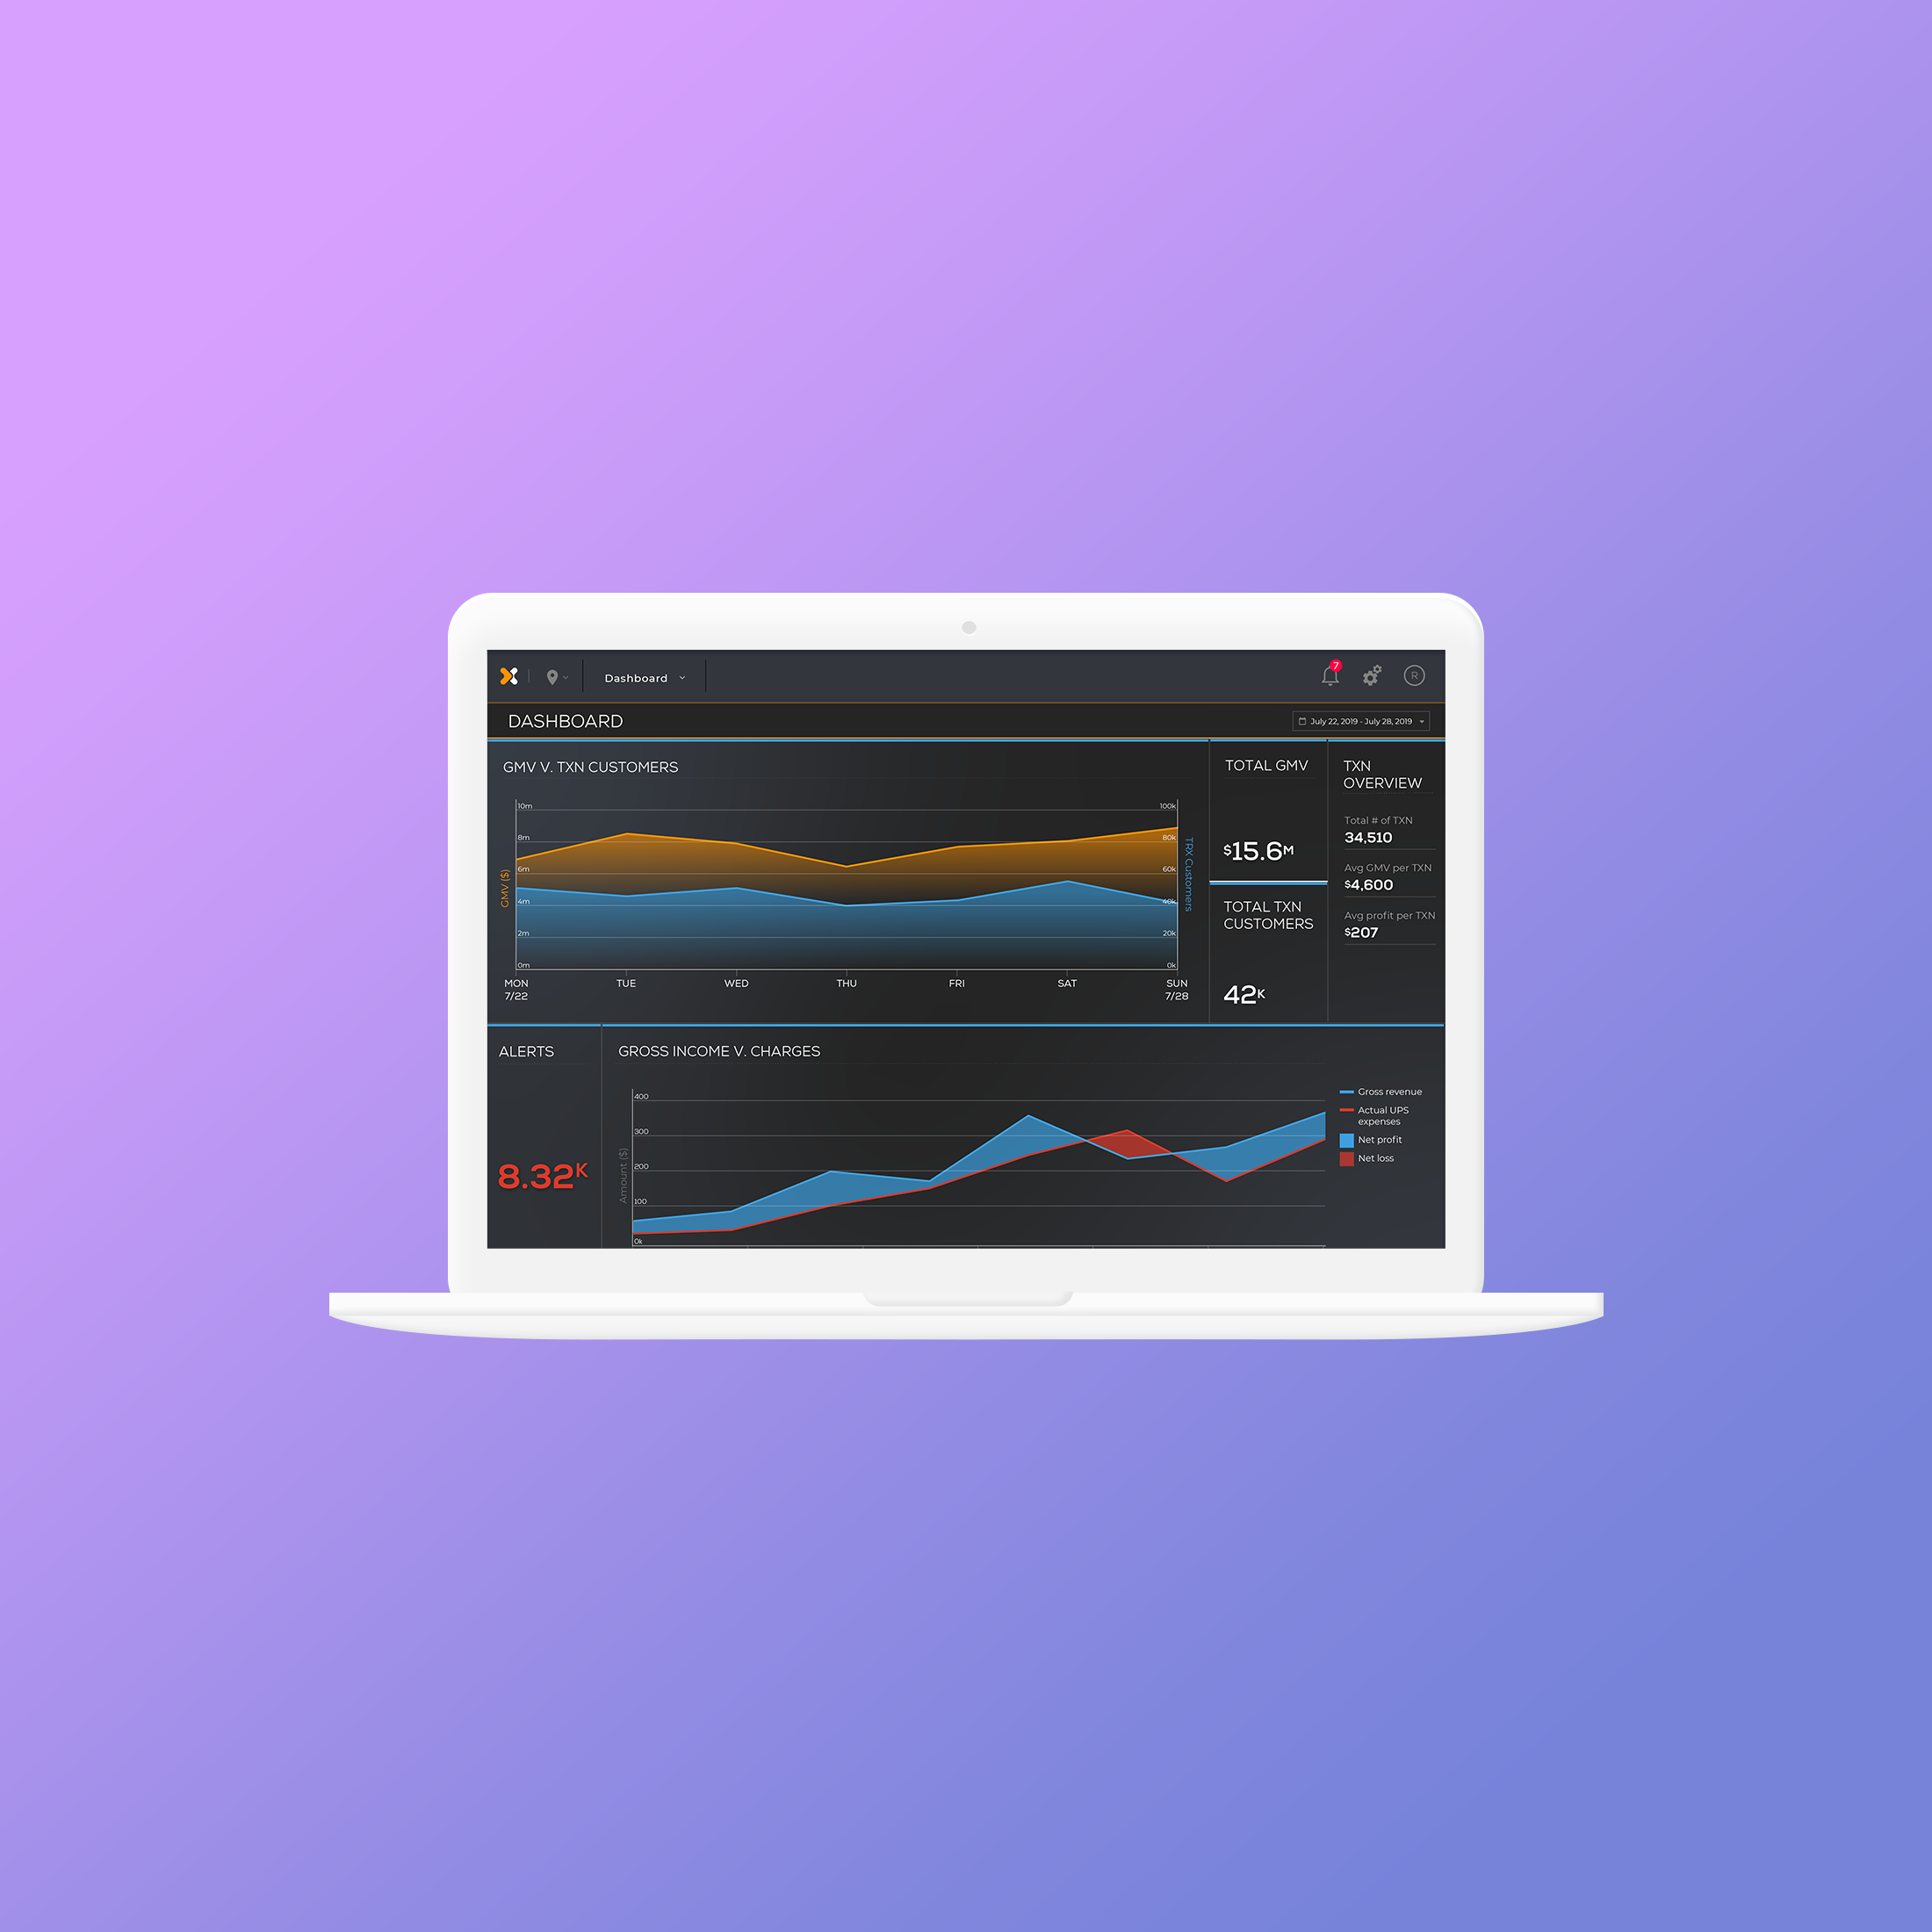 Dashboard
7
R
DASHBOARD
July 22, 2019 - July 28, 2019
GMV V. TXN CUSTOMERS
10m
8m
6m
4m
2m
0m
GMV ($)
100k
80k
60k
40k
20k
0k
TRX Customers
MON
7/22
TUE
WED
THU
FRI
SAT
SUN
7/28
TOTAL GMV
$15.6M
TOTAL TXN
CUSTOMERS
42K
TXN
OVERVIEW
Total # of TXN
34,510
Avg GMV per TXN
$4,600
Avg profit per TXN
$207
ALERTS
8.32K
GROSS INCOME V. CHARGES
400
300
200
100
0k
Amount ($)
Gross revenue
Actual UPS
expenses
Net profit
Net loss